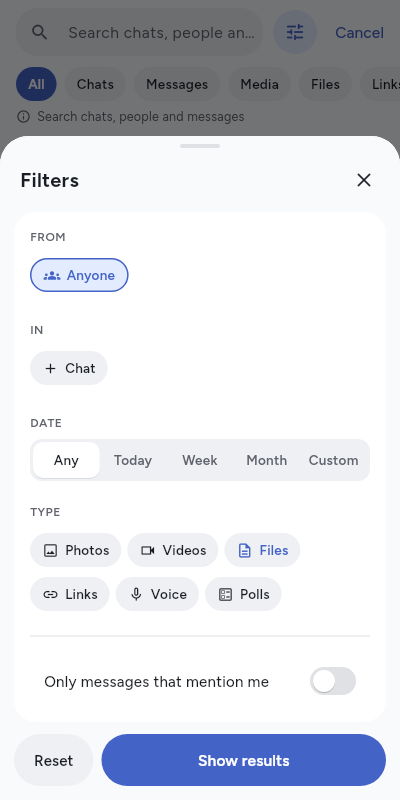 Search chats, people an...
Cancel
All Chats Messages Media Files Links
Search chats, people and messages
Filters
FROM
Anyone
IN
Chat
DATE
Any Today Week Month Custom
TYPE
Photos Videos Files
Links Voice Polls
Only messages that mention me
Reset Show results